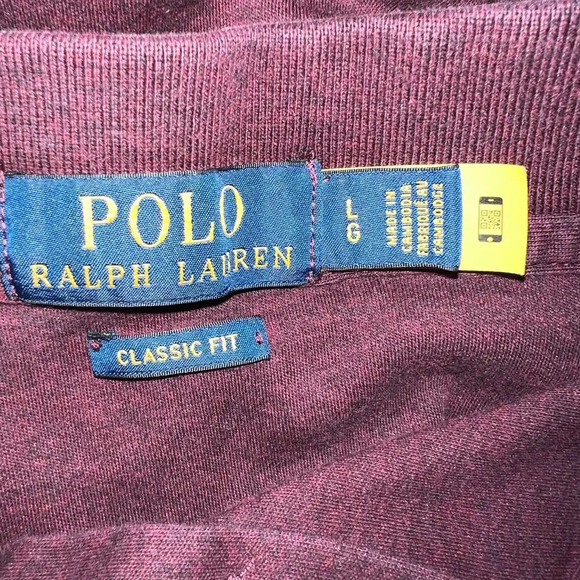 POLO
RALPH LAUREN
L
G
MADE IN
CAMBODIA
FABRIQUE AU
CAMBODGE
CLASSIC FIT